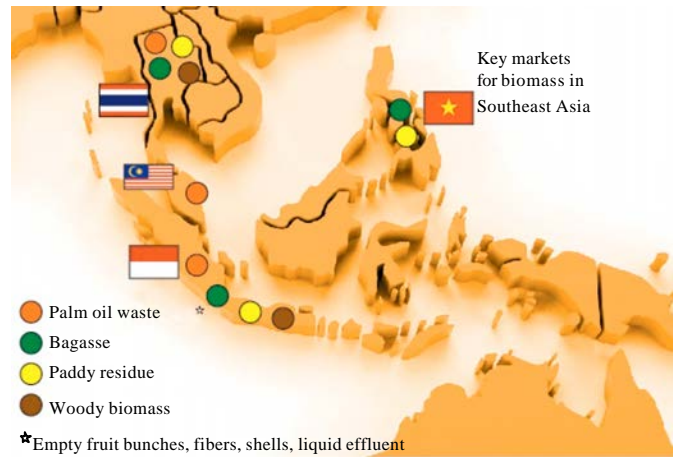 Key markets
for biomass in
Southeast Asia
Palm oil waste
Bagasse
Paddy residue
Woody biomass
*Empty fruit bunches, fibers, shells, liquid effluent